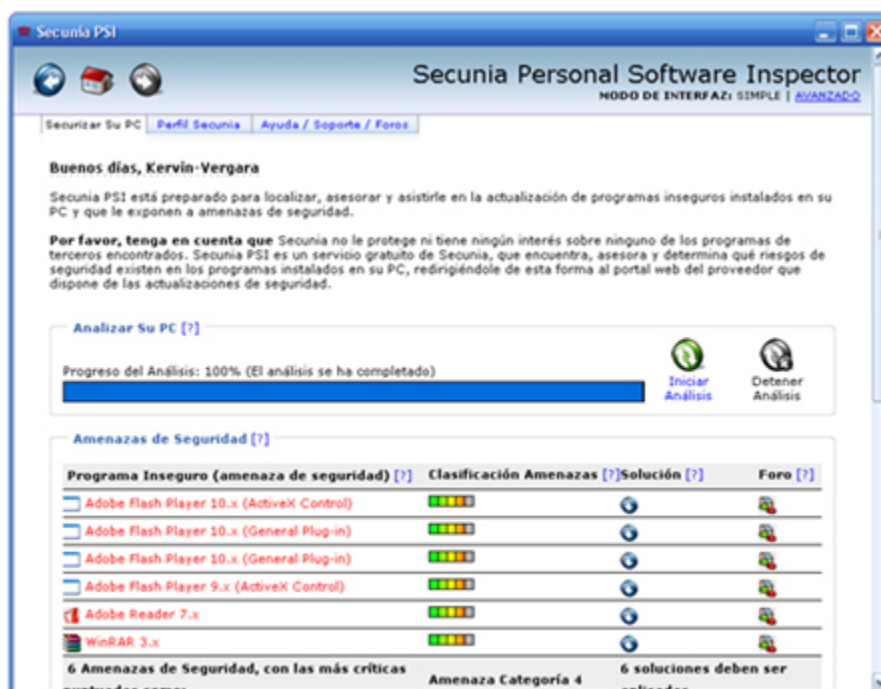 Secunia PSI
Secunia Personal Software Inspector
MODO DE INTERFAZ: SIMPLE | AVANZADO
Securizar Su PC Perfil Secunia Ayuda / Soporte / Foros
Buenos días, Kervin-Vergara
Secunia PSI está preparado para localizar, asesorar y asistirle en la actualización de programas inseguros instalados en su
PC y que le exponen a amenazas de seguridad.
Por favor, tenga en cuenta que Secunia no le protege ni tiene ningún interés sobre ninguno de los programas de
terceros encontrados. Secunia PSI es un servicio gratuito de Secunia, que encuentra, asesora y determina qué riesgos de
seguridad existen en los programas instalados en su PC, redirigiéndole de esta forma al portal web del proveedor que
dispone de las actualizaciones de seguridad.
Analizar Su PC [?]
Progreso del Análisis: 100% (El análisis se ha completado)
Iniciar Análisis
Detener Análisis
Amenazas de Seguridad [?]
Programa Inseguro (amenaza de seguridad) [?] Clasificación Amenazas [?] Solución [?] Foro [?]
Adobe Flash Player 10.x (ActiveX Control)
Adobe Flash Player 10.x (General Plug-in)
Adobe Flash Player 10.x (General Plug-in)
Adobe Flash Player 9.x (ActiveX Control)
Adobe Reader 7.x
WinRAR 3.x
6 Amenazas de Seguridad, con las más críticas
Amenaza Categoría 4
6 soluciones deben ser